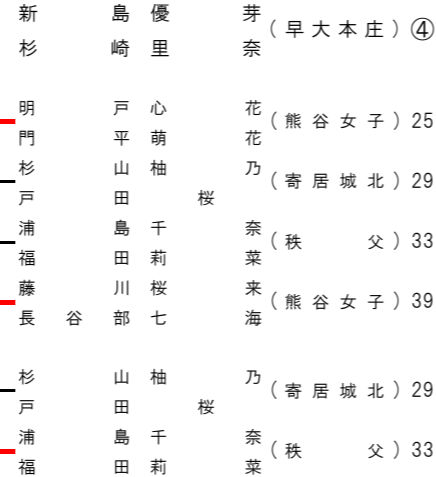 新島優芽
(早大本庄)④
杉崎里奈
明戸心花
(熊谷女子)25
門平萌花
杉山柚乃
(寄居城北)29
戸田桜
浦島千奈
(秩父)33
福田莉菜
藤川桜来
(熊谷女子)39
長谷部七海
杉山柚乃
(寄居城北)29
戸田桜
浦島千奈
(秩父)33
福田莉菜